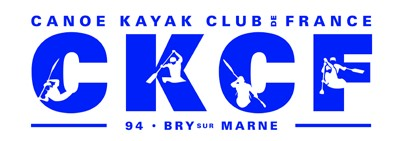 CANOE KAYAK CLUB DE FRANCE
CKCF
94 • BRY SUR MARNE